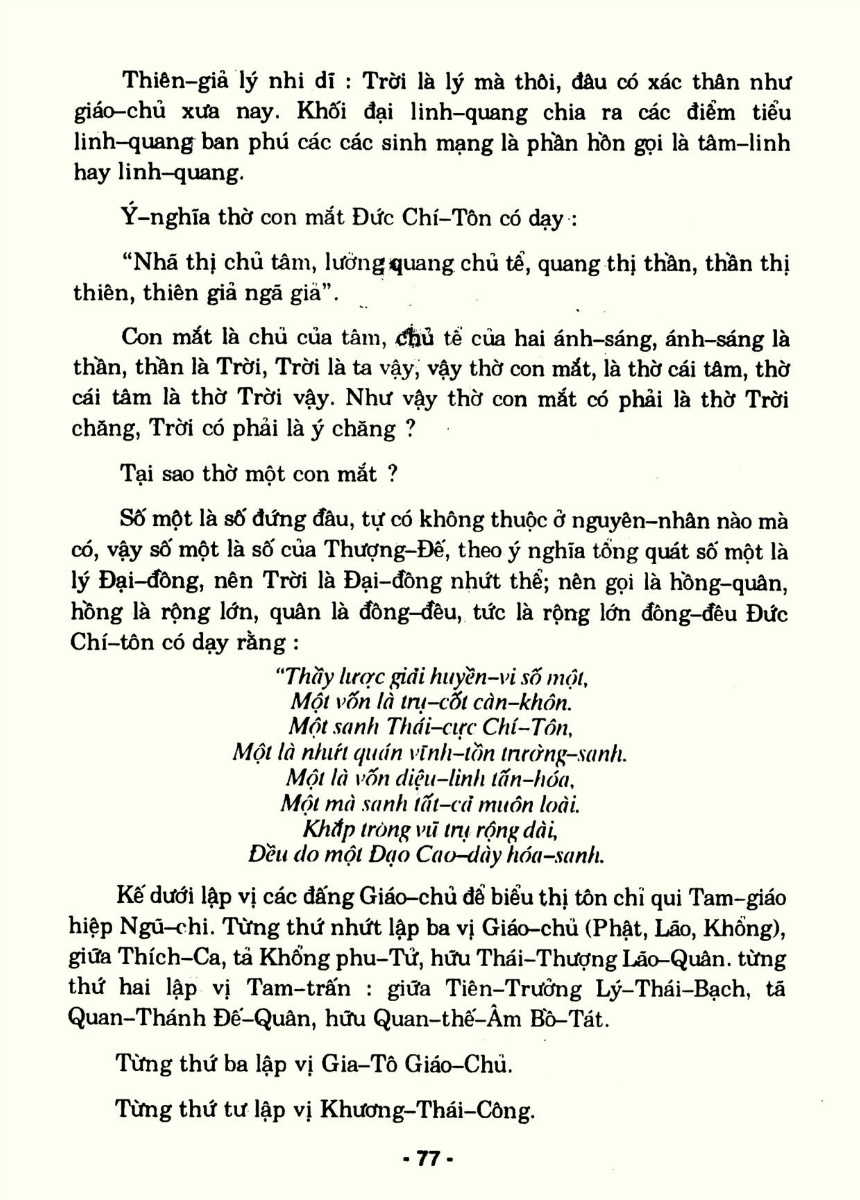 Thiên–giả lý nhi dĩ : Trời là lý mà thôi, đâu có xác thân như
giáo–chủ xưa nay. Khối đại linh–quang chia ra các điểm tiểu
linh–quang ban phú các các sinh mạng là phần hồn gọi là tâm–linh
hay linh–quang.
Ý–nghĩa thờ con mắt Đức Chí–Tôn có dạy :
“Nhã thị chủ tâm, lưỡng quang chủ tể, quang thị thần, thần thị
thiên, thiên giả ngã giả”.
Con mắt là chủ của tâm, chủ tể của hai ánh–sáng, ánh–sáng là
thần, thần là Trời, Trời là ta vậy, vậy thờ con mắt, là thờ cái tâm, thờ
cái tâm là thờ Trời vậy. Như vậy thờ con mắt có phải là thờ Trời
chăng, Trời có phải là ý chăng ?
Tại sao thờ một con mắt ?
Số một là số đứng đầu, tự có không thuộc ở nguyên–nhân nào mà
có, vậy số một là số của Thượng–Đế, theo ý nghĩa tổng quát số một là
lý Đại–đồng, nên Trời là Đại–đồng nhứt thể; nên gọi là hồng–quân,
hồng là rộng lớn, quân là đồng–đều, tức là rộng lớn đồng–đều Đức
Chí–tôn có dạy rằng :
“Thầy lược giải huyền–vi số một,
Một vốn là trụ–cốt càn–khôn.
Một sanh Thái–cực Chí–Tôn,
Một là nhứt quán vĩnh–tồn trường–sanh.
Một là vốn diệu–linh tấn–hóa,
Một mà sanh tất–cả muôn loài.
Khắp trong vũ trụ rộng dài,
Đều do một Đạo Cao–dày hóa–sanh.
Kế dưới lập vị các đấng Giáo–chủ để biểu thị tôn chỉ qui Tam–giáo
hiệp Ngũ–chi. Từng thứ nhứt lập ba vị Giáo–chủ (Phật, Lão, Khổng),
giữa Thích–Ca, tả Khổng phu–Tử, hữu Thái–Thượng Lão–Quân. từng
thứ hai lập vị Tam–trấn : giữa Tiên–Trưởng Lý–Thái–Bạch, tã
Quan–Thánh Đế–Quân, hữu Quan–thế–Âm Bồ–Tát.
Từng thứ ba lập vị Gia–Tô Giáo–Chủ.
Từng thứ tư lập vị Khương–Thái–Công.
- 77 -